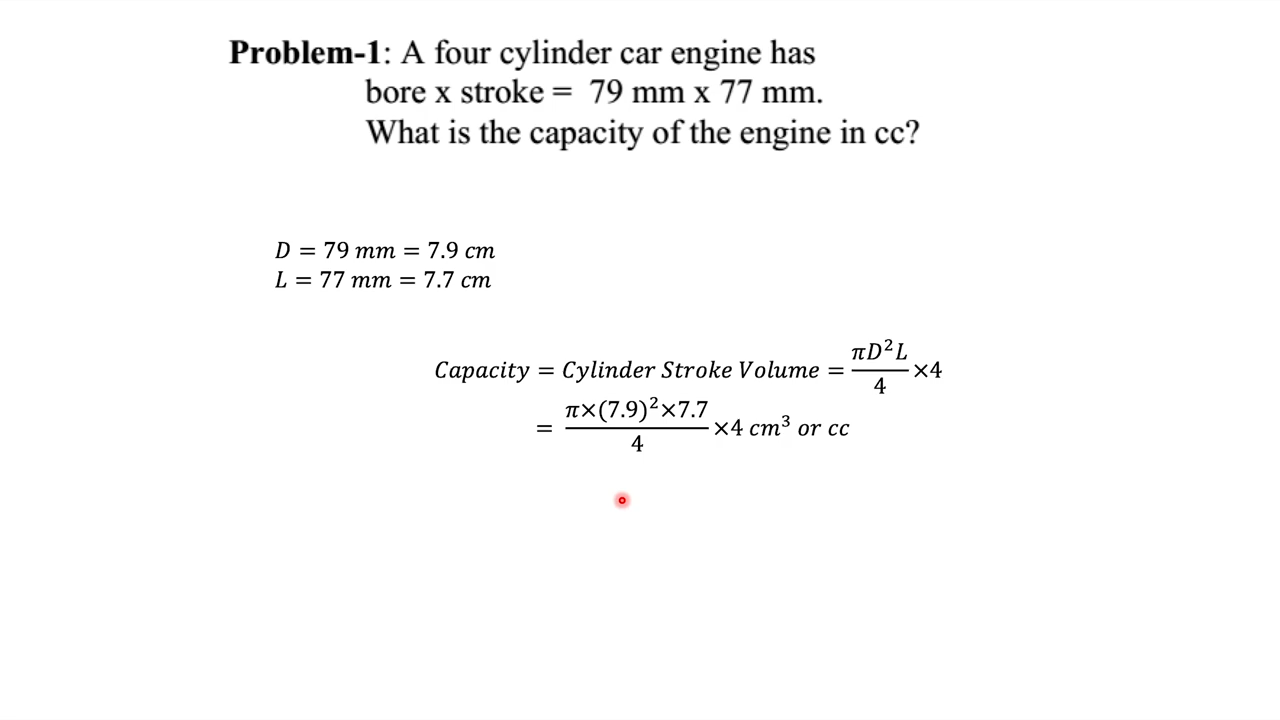 Problem-1: A four cylinder car engine has
bore x stroke = 79 mm x 77 mm.
What is the capacity of the engine in cc?
D = 79 mm = 7.9 cm
L = 77 mm = 7.7 cm
Capacity = Cylinder Stroke Volume = πD²L/4 ×4
= π×(7.9)²×7.7/4 ×4 cm³ or cc